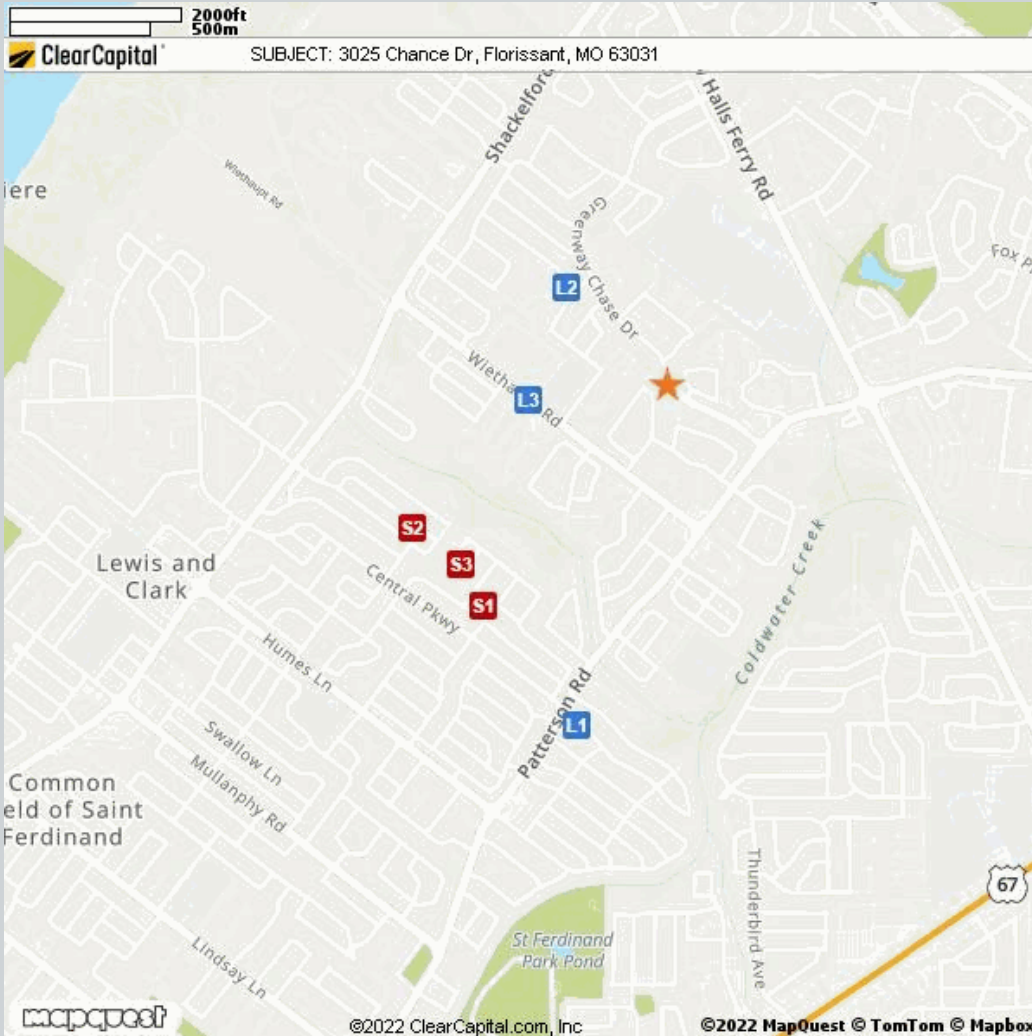 2000ft
500m
ClearCapital
SUBJECT: 3025 Chance Dr, Florissant, MO 63031
Shackelford
Halls Ferry Rd
Wiethaupt Rd
iere
Greenway Chase Dr
Fox P
L2
L3
Rd
S2
S3
S1
Lewis and
Clark
Central Pkwy
Coldwater Creek
Humes Ln
Patterson Rd
L1
Swallow Ln
Mullanphy Rd
Common
eld of Saint
Ferdinand
Thunderbird Ave
67
St Ferdinand
Park Pond
Lindsay Ln
mapquest
©2022 ClearCapital.com, Inc
©2022 MapQuest © TomTom © Mapbox